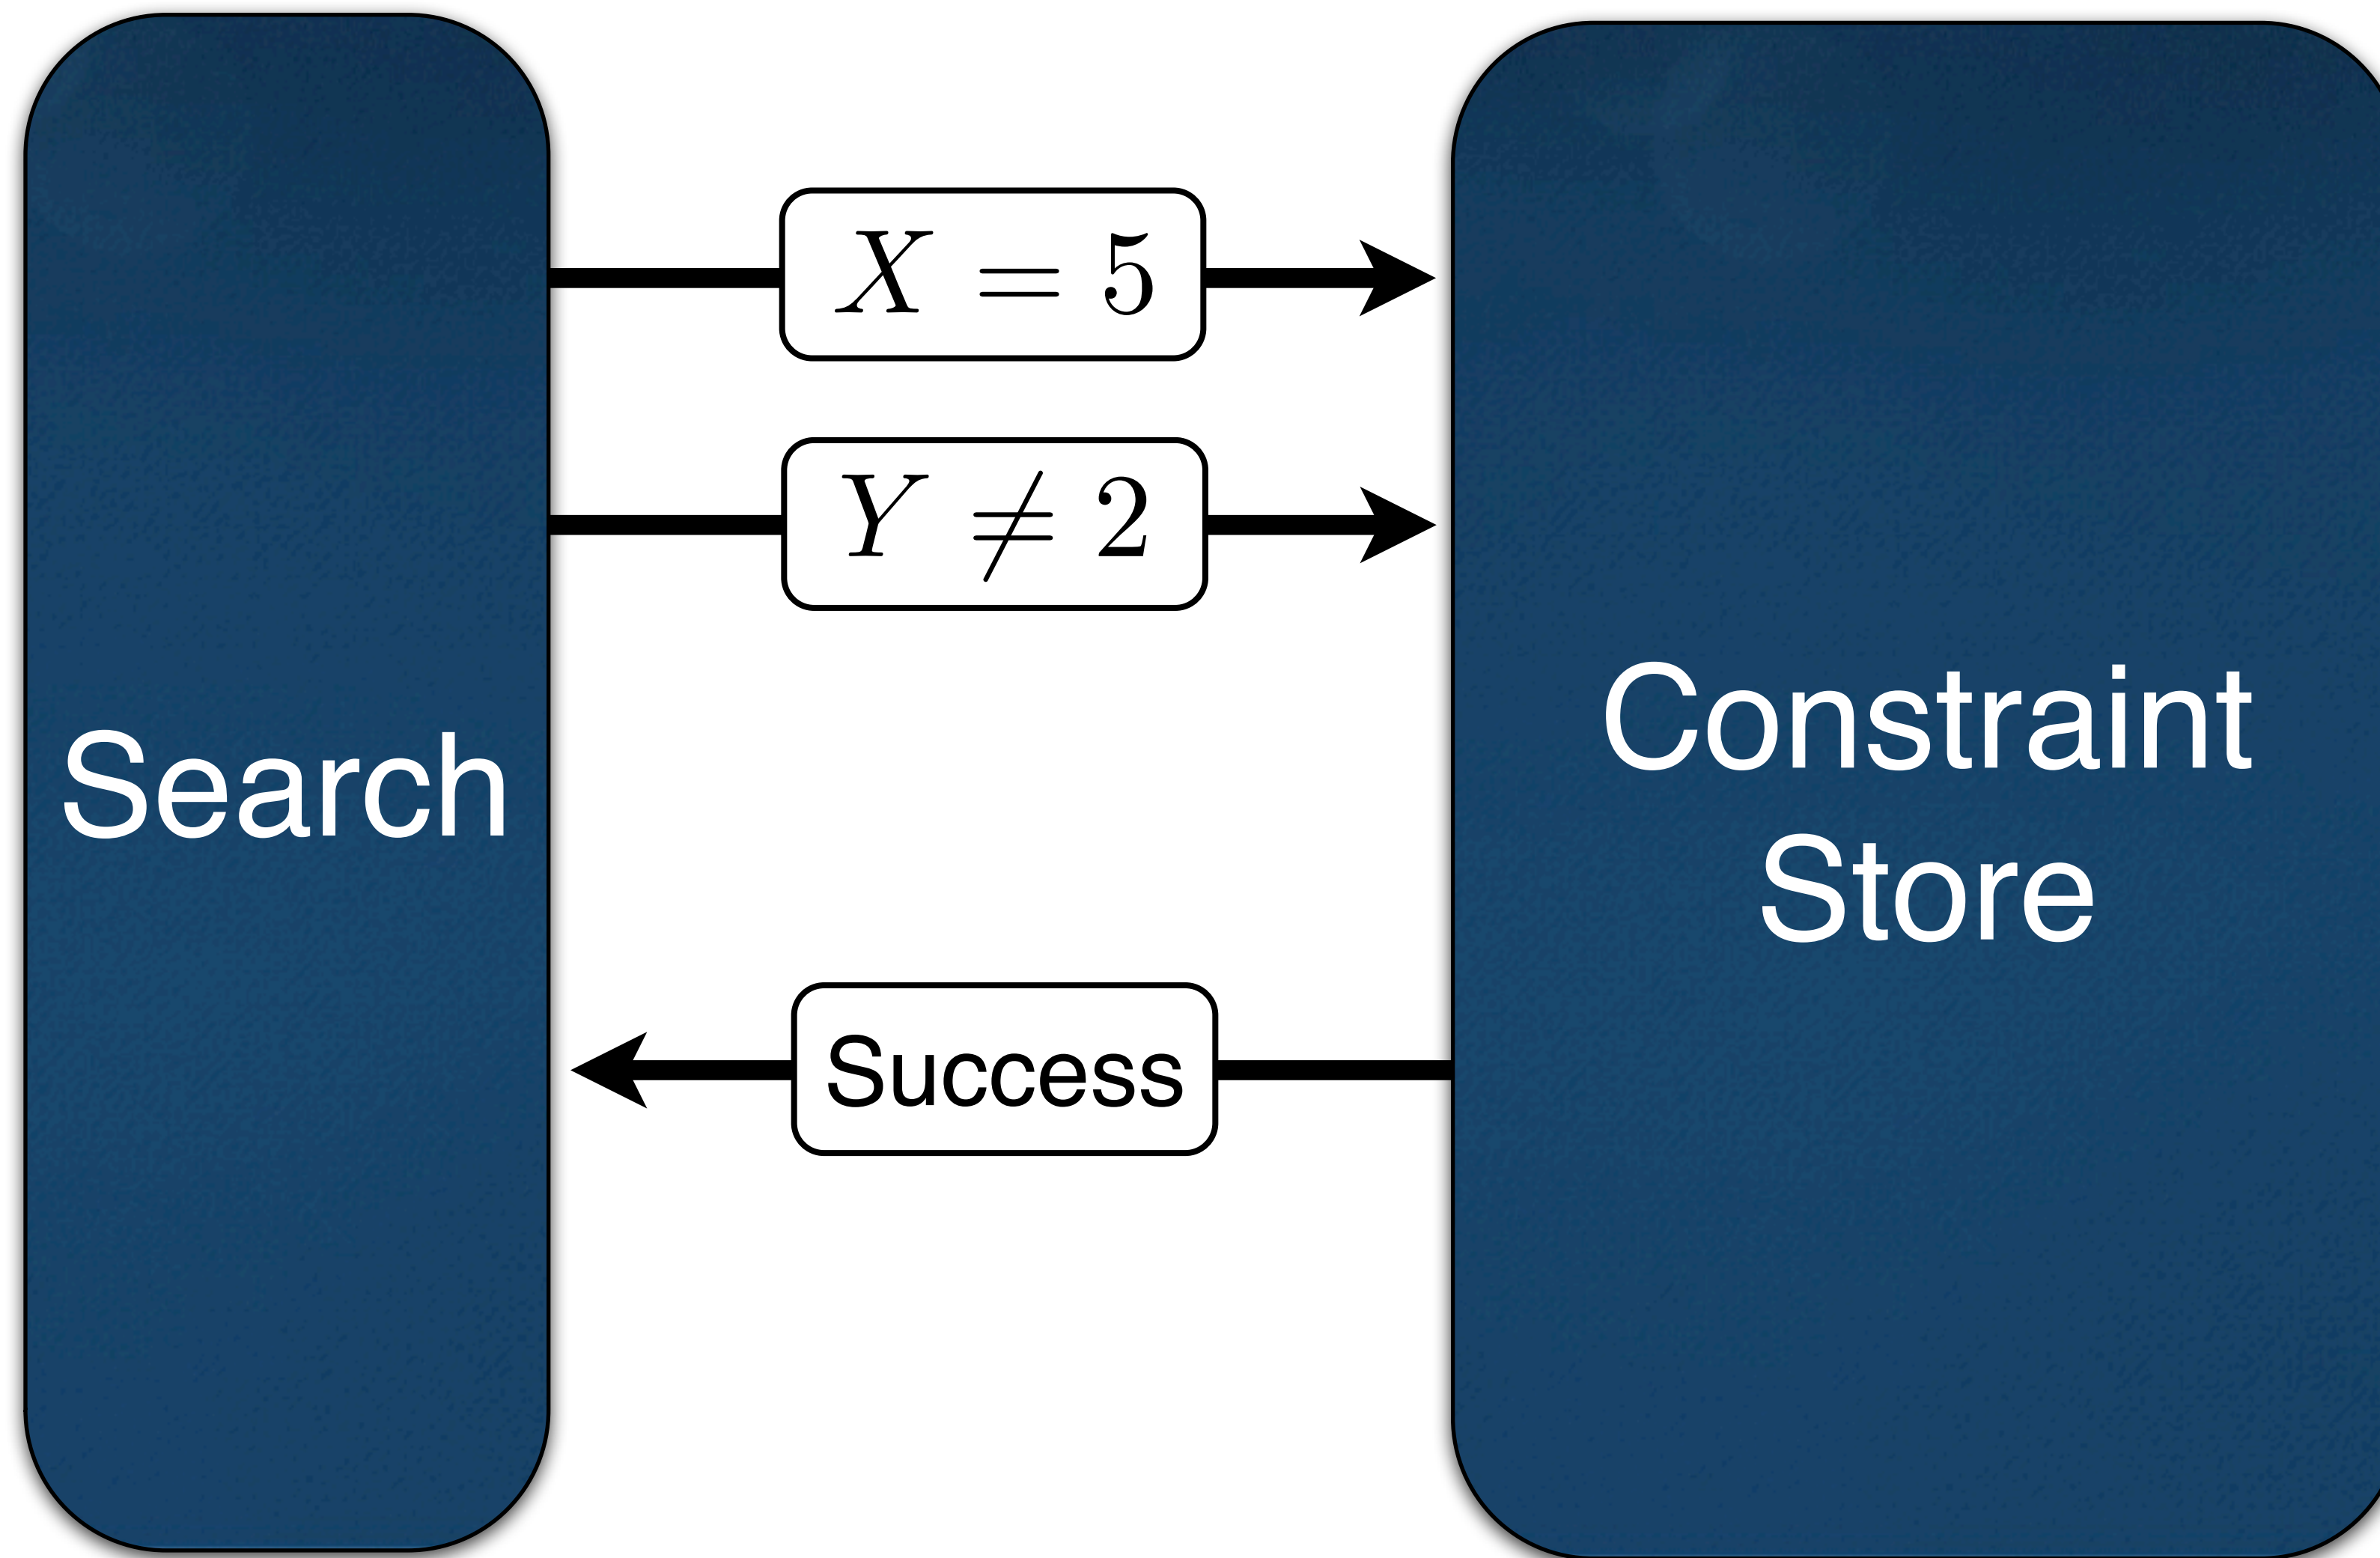 X = 5
Y ≠ 2
Search
Constraint
Store
Success